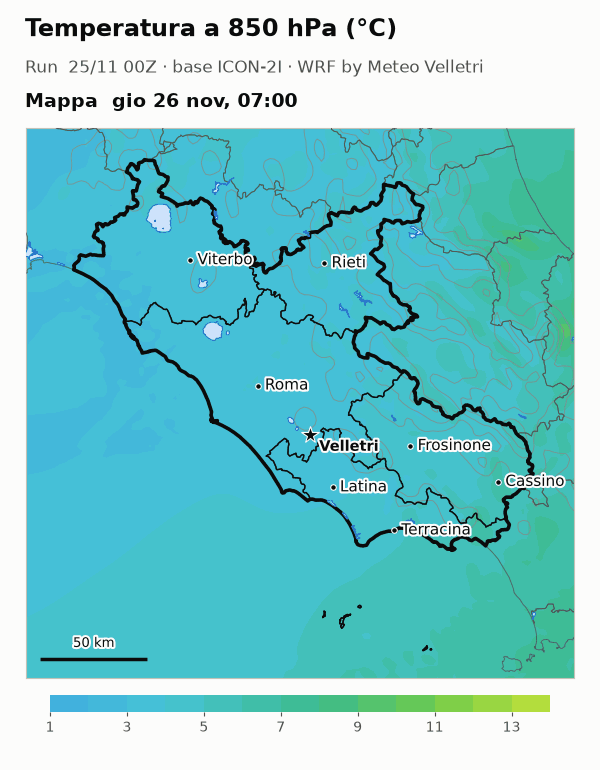 Temperatura a 850 hPa (°C)
Run  25/11 00Z · base ICON-2I · WRF by Meteo Velletri
Mappa  gio 26 nov, 07:00
Viterbo
Rieti
Roma
Velletri
Frosinone
Latina
Cassino
Terracina
50 km
1 3 5 7 9 11 13